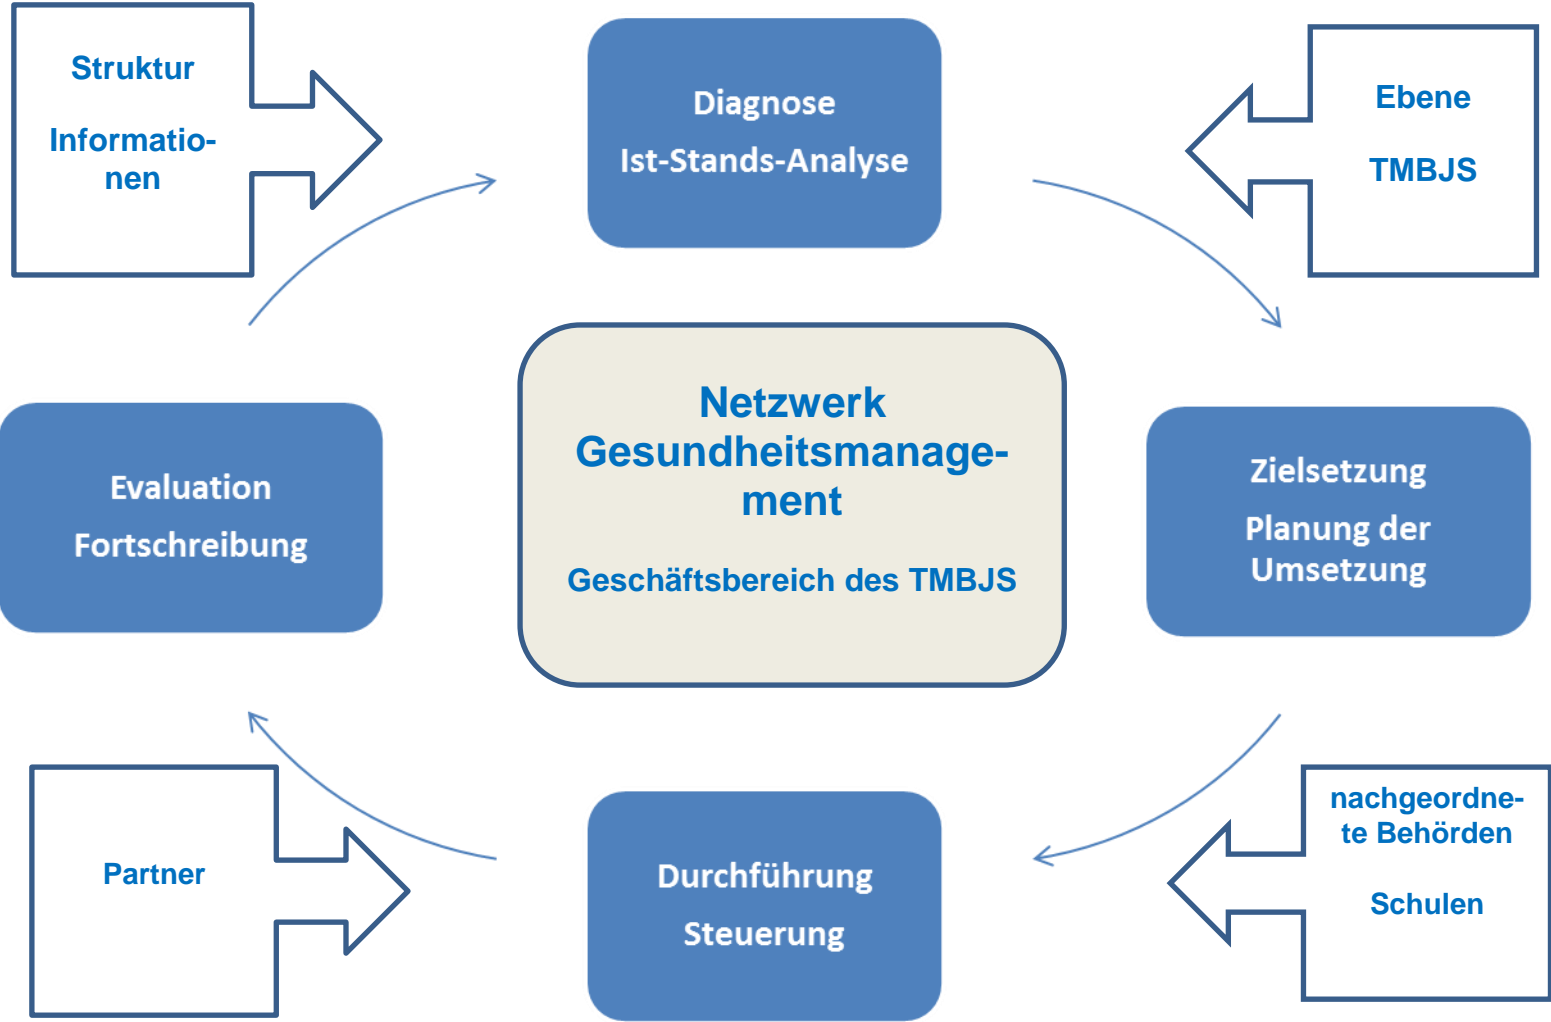 Struktur
Informatio-
nen
Diagnose
Ist-Stands-Analyse
Ebene
TMBJS
Netzwerk
Gesundheitsmanage-
ment
Geschäftsbereich des TMBJS
Evaluation
Fortschreibung
Zielsetzung
Planung der
Umsetzung
Partner
Durchführung
Steuerung
nachgeordne-
te Behörden
Schulen